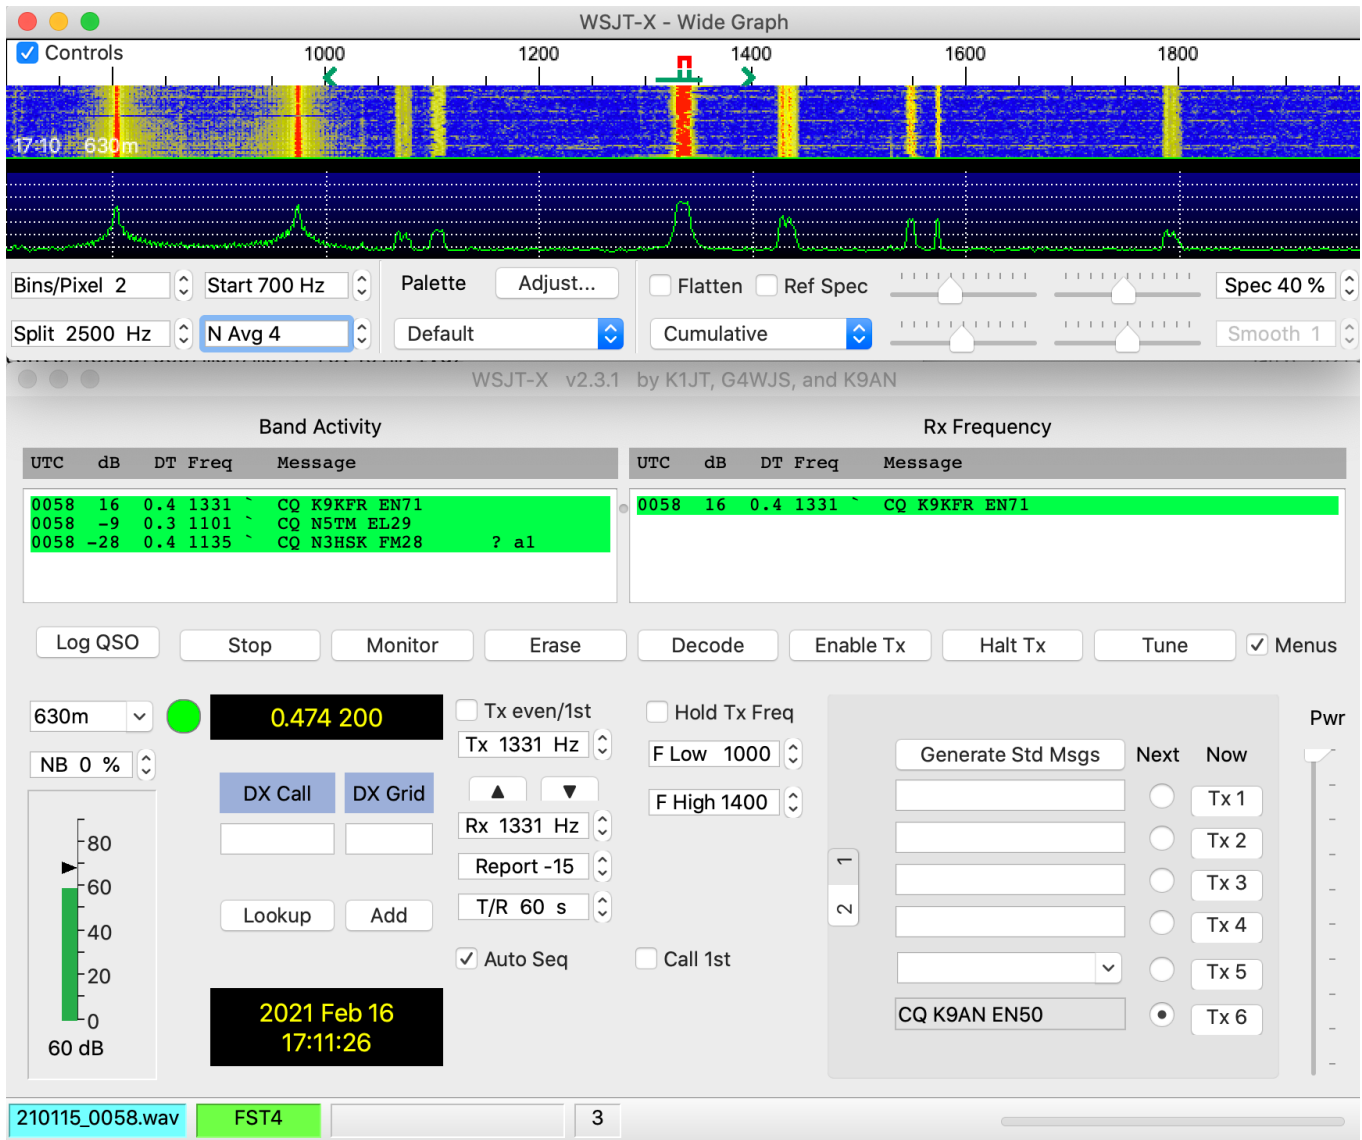 WSJT-X - Wide Graph
Controls
1000 1200 1400 1600 1800
17:10 630m
Bins/Pixel 2 Start 700 Hz Palette Adjust... Flatten Ref Spec Spec 40 %
Split 2500 Hz N Avg 4 Default Cumulative Smooth 1
WSJT-X v2.3.1 by K1JT, G4WJS, and K9AN
Band Activity Rx Frequency
UTC dB DT Freq Message UTC dB DT Freq Message
0058 16 0.4 1331 ` CQ K9KFR EN71 0058 16 0.4 1331 ` CQ K9KFR EN71
0058 -9 0.3 1101 ` CQ N5TM EL29
0058 -28 0.4 1135 ` CQ N3HSK FM28 ? a1
Log QSO Stop Monitor Erase Decode Enable Tx Halt Tx Tune Menus
630m 0.474 200 Tx even/1st Hold Tx Freq Pwr
NB 0 % Tx 1331 Hz F Low 1000 Generate Std Msgs Next Now
DX Call DX Grid F High 1400 Tx 1
Rx 1331 Hz Tx 2
80 Report -15 1
60 T/R 60 s Tx 3
40 Lookup Add 2 Tx 4
20 Auto Seq Call 1st Tx 5
0 2021 Feb 16 CQ K9AN EN50 Tx 6
60 dB 17:11:26
210115_0058.wav FST4 3